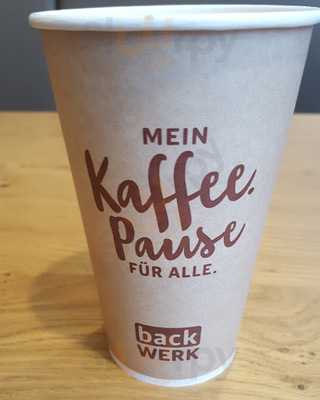 MEIN
Kaffee.
Pause
FÜR ALLE.
back
WERK